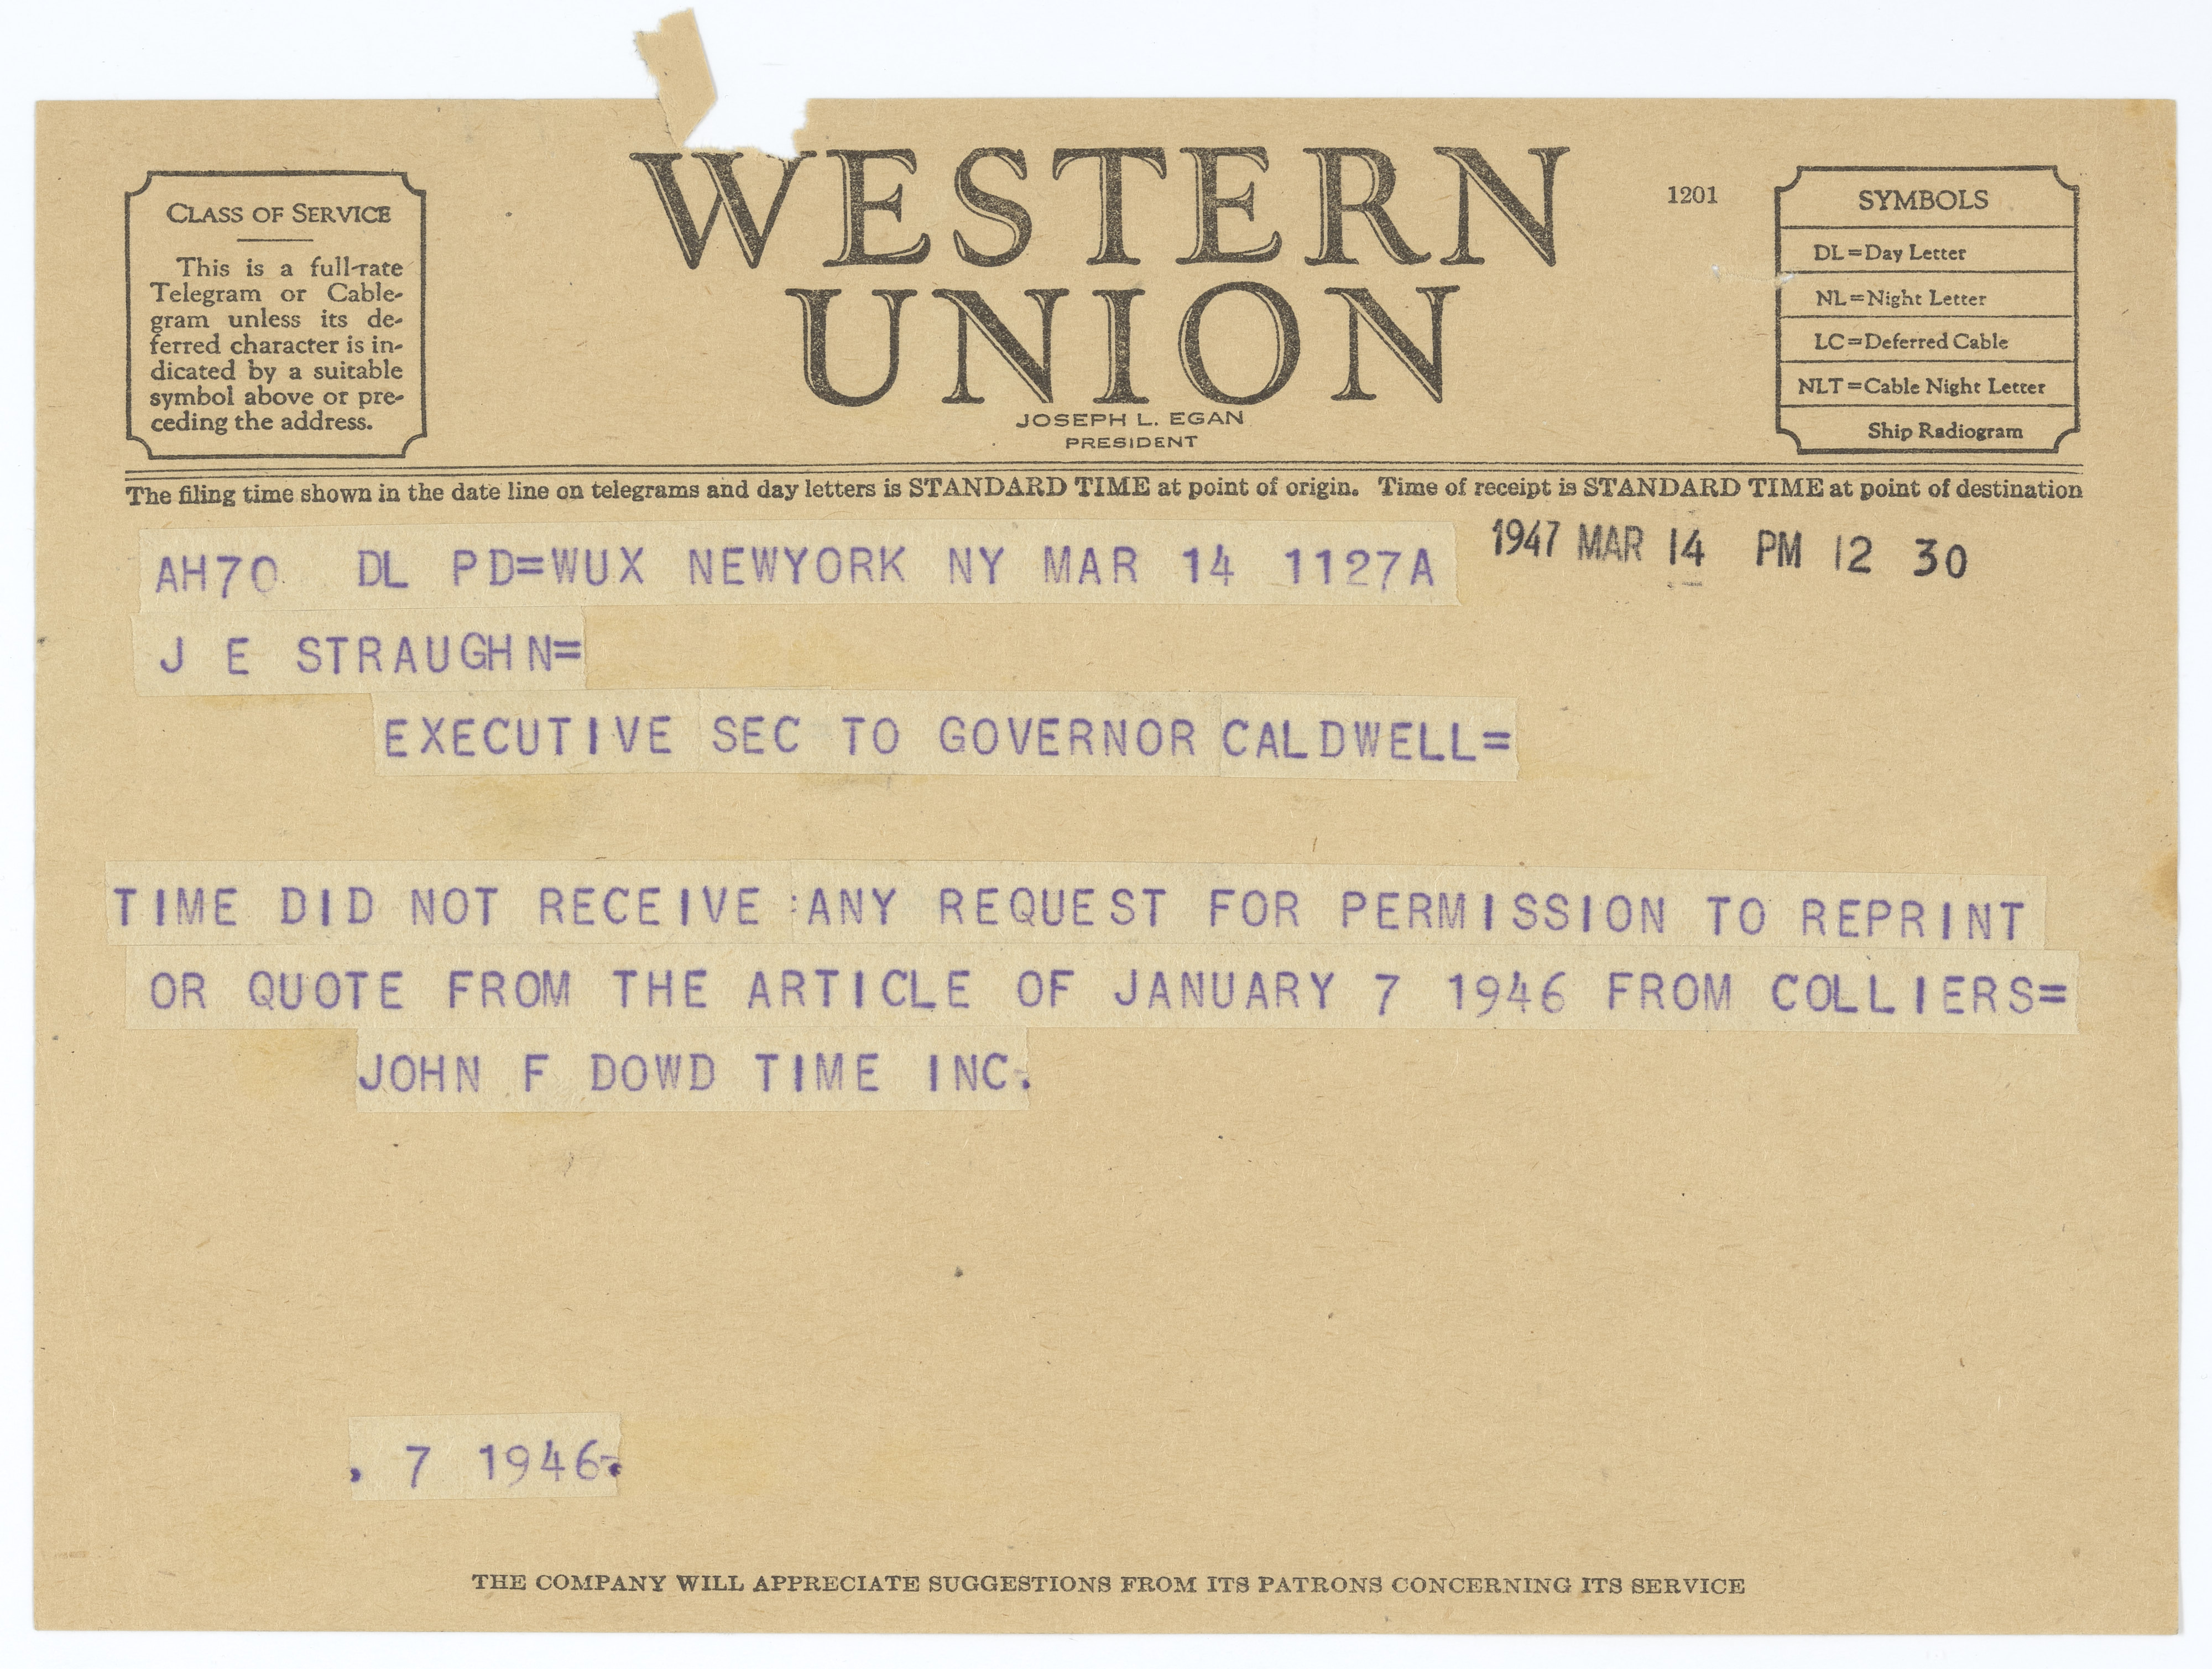 WESTERN
UNION
1201
JOSEPH L. EGAN
PRESIDENT
CLASS OF SERVICE
This is a full-rate
Telegram or Cable-
gram unless its de-
ferred character is in-
dicated by a suitable
symbol above or pre-
ceding the address.
SYMBOLS
DL=Day Letter
NL=Night Letter
LC=Deferred Cable
NLT=Cable Night Letter
Ship Radiogram
The filing time shown in the date line on telegrams and day letters is STANDARD TIME at point of origin. Time of receipt is STANDARD TIME at point of destination
AH70 DL PD=WUX NEWYORK NY MAR 14 1127A
1947 MAR 14 PM 12 30
J E STRAUGHN=
EXECUTIVE SEC TO GOVERNOR CALDWELL=
TIME DID NOT RECEIVE :ANY REQUEST FOR PERMISSION TO REPRINT
OR QUOTE FROM THE ARTICLE OF JANUARY 7 1946 FROM COLLIERS=
JOHN F DOWD TIME INC.
. 7 1946.
THE COMPANY WILL APPRECIATE SUGGESTIONS FROM ITS PATRONS CONCERNING ITS SERVICE